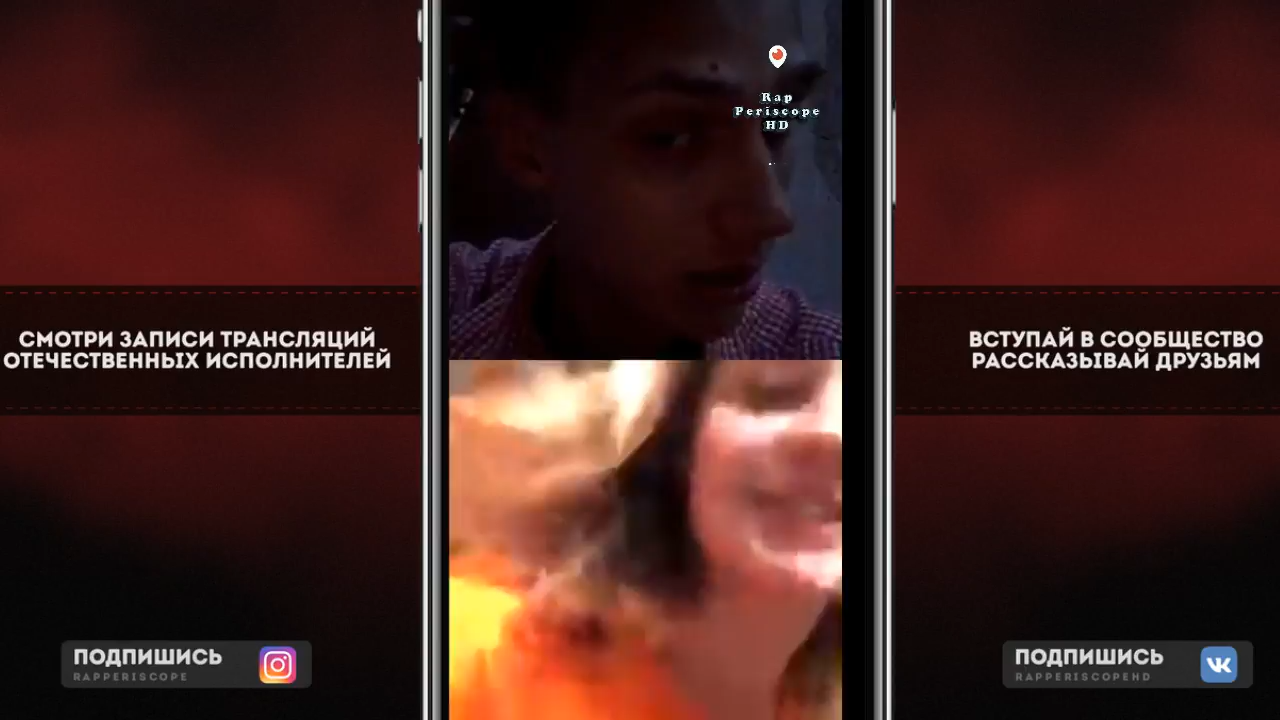 Rap
Periscope
HD
СМОТРИ ЗАПИСИ ТРАНСЛЯЦИЙ
ОТЕЧЕСТВЕННЫХ ИСПОЛНИТЕЛЕЙ
ВСТУПАЙ В СООБЩЕСТВО
РАССКАЗЫВАЙ ДРУЗЬЯМ
ПОДПИШИСЬ
RAPPERISCOPE
ПОДПИШИСЬ
RAPPERISCOPEHD